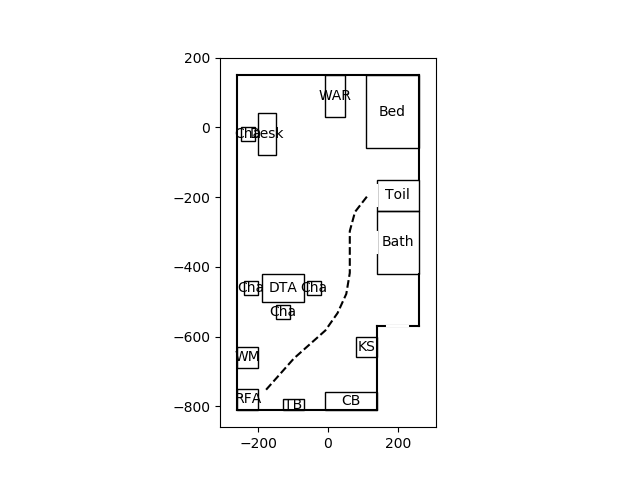 200
WAR
Bed
0
Cha
Desk
Toil
−200
Bath
−400
Cha
DTA
Cha
Cha
−600
KS
WM
RFA
TB
CB
−800
−200
0
200